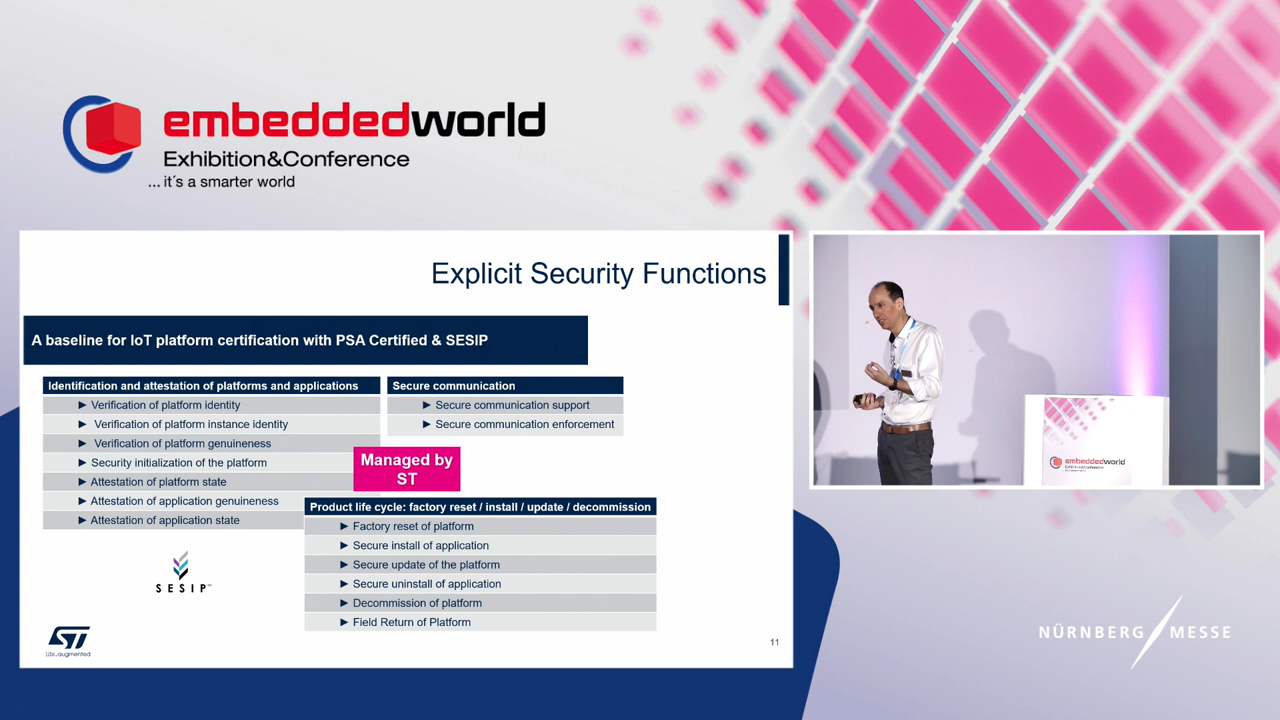 embeddedworld
Exhibition&Conference
... it´s a smarter world
Explicit Security Functions
A baseline for IoT platform certification with PSA Certified & SESIP
Identification and attestation of platforms and applications
► Verification of platform identity
► Verification of platform instance identity
► Verification of platform genuineness
► Security initialization of the platform
► Attestation of platform state
► Attestation of application genuineness
► Attestation of application state
Secure communication
► Secure communication support
► Secure communication enforcement
Managed by
ST
Product life cycle: factory reset / install / update / decommission
► Factory reset of platform
► Secure install of application
► Secure update of the platform
► Secure uninstall of application
► Decommission of platform
► Field Return of Platform
SESIP™
ST
life.augmented
11
embeddedworld
NÜRNBERG MESSE